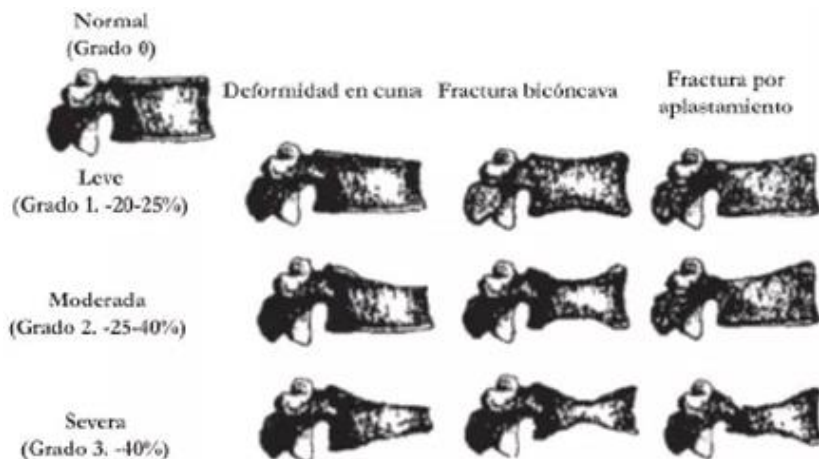 Normal
(Grado 0)
Deformidad en cuna
Fractura bicóncava
Fractura por
aplastamiento
Leve
(Grado 1. -20-25%)
Moderada
(Grado 2. -25-40%)
Severa
(Grado 3. -40%)